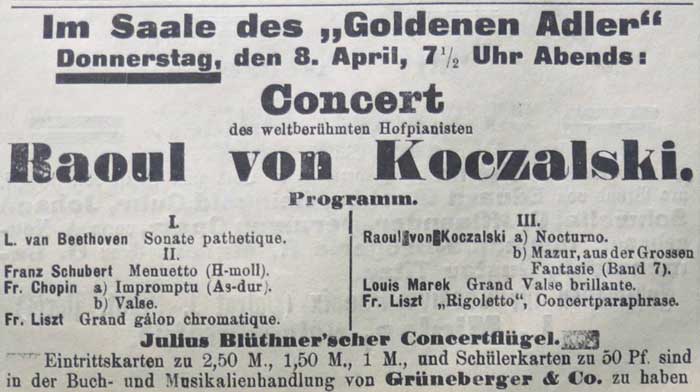 Im Saale des „Goldenen Adler“
Donnerstag, den 8. April, 7½ Uhr Abends:
Concert
des weltberühmten Hofpianisten
Raoul von Koczalski.
Programm.
I.
L. van Beethoven Sonate pathetique.
II.
Franz Schubert Menuetto (H-moll).
Fr. Chopin a) Impromptu (As-dur).
b) Valse.
Fr. Liszt Grand gálop chromatique.
III.
Raoul von Koczalski a) Nocturno.
b) Mazur, aus der Grossen
Fantasie (Band 7).
Louis Marek Grand Valse brillante.
Fr. Liszt „Rigoletto“, Concertparaphrase.
Julius Blüthner'scher Concertflügel.
Eintrittskarten zu 2,50 M., 1,50 M., 1 M., und Schülerkarten zu 50 Pf. sind
in der Buch- und Musikalienhandlung von Grüneberger & Co. zu haben